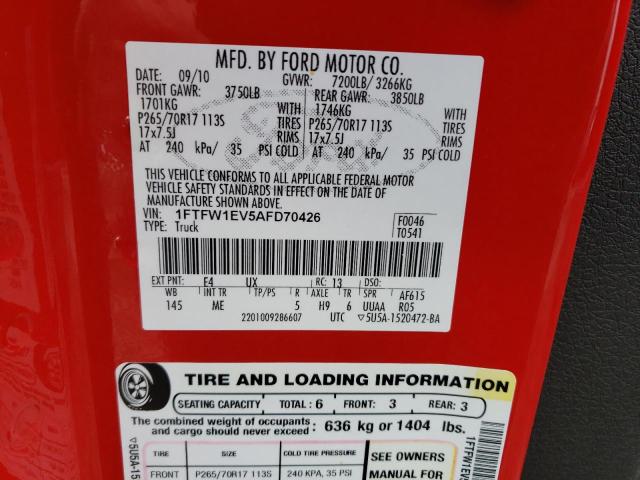 MFD. BY FORD MOTOR CO.
DATE: 09/10 GVWR: 7200LB/ 3266KG
FRONT GAWR: 3750LB REAR GAWR: 3850LB
1701KG WITH 1746KG WITH
P265/70R17 113S TIRES P265/70R17 113S TIRES
17x7.5J RIMS 17x7.5J RIMS
AT 240 kPa/ 35 PSI COLD AT 240 kPa/ 35 PSI COLD
THIS VEHICLE CONFORMS TO ALL APPLICABLE FEDERAL MOTOR
VEHICLE SAFETY STANDARDS IN EFFECT ON THE DATE OF
MANUFACTURE SHOWN ABOVE.
VIN: 1FTFW1EV5AFD70426 F0046
TYPE: Truck T0541
EXT PNT: E4 UX RC: 13 DSO:
WB INT TR TP/PS R AXLE TR SPR AF615
145 ME 5 H9 6 UUAA R05
2201009286607 UTC ▽5U5A-1520472-BA
TIRE AND LOADING INFORMATION
SEATING CAPACITY TOTAL: 6 FRONT: 3 REAR: 3
The combined weight of occupants and cargo should never exceed: 636 kg or 1404 lbs.
TIRE SIZE COLD TIRE PRESSURE SEE OWNERS
FRONT P265/70R17 113S 240 KPA, 35 PSI MANUAL FOR
▽5U5A-15
1FTFW1EV5